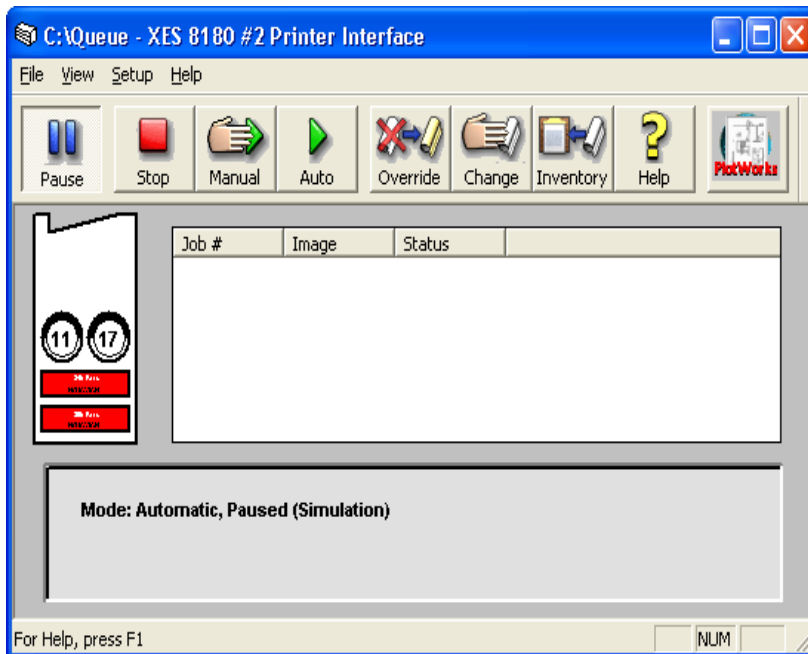 C:\Queue - XES 8180 #2 Printer Interface
File View Setup Help
Pause Stop Manual Auto Override Change Inventory Help PlotWorks
Job # Image Status
11 17
Mode: Automatic, Paused (Simulation)
For Help, press F1 NUM